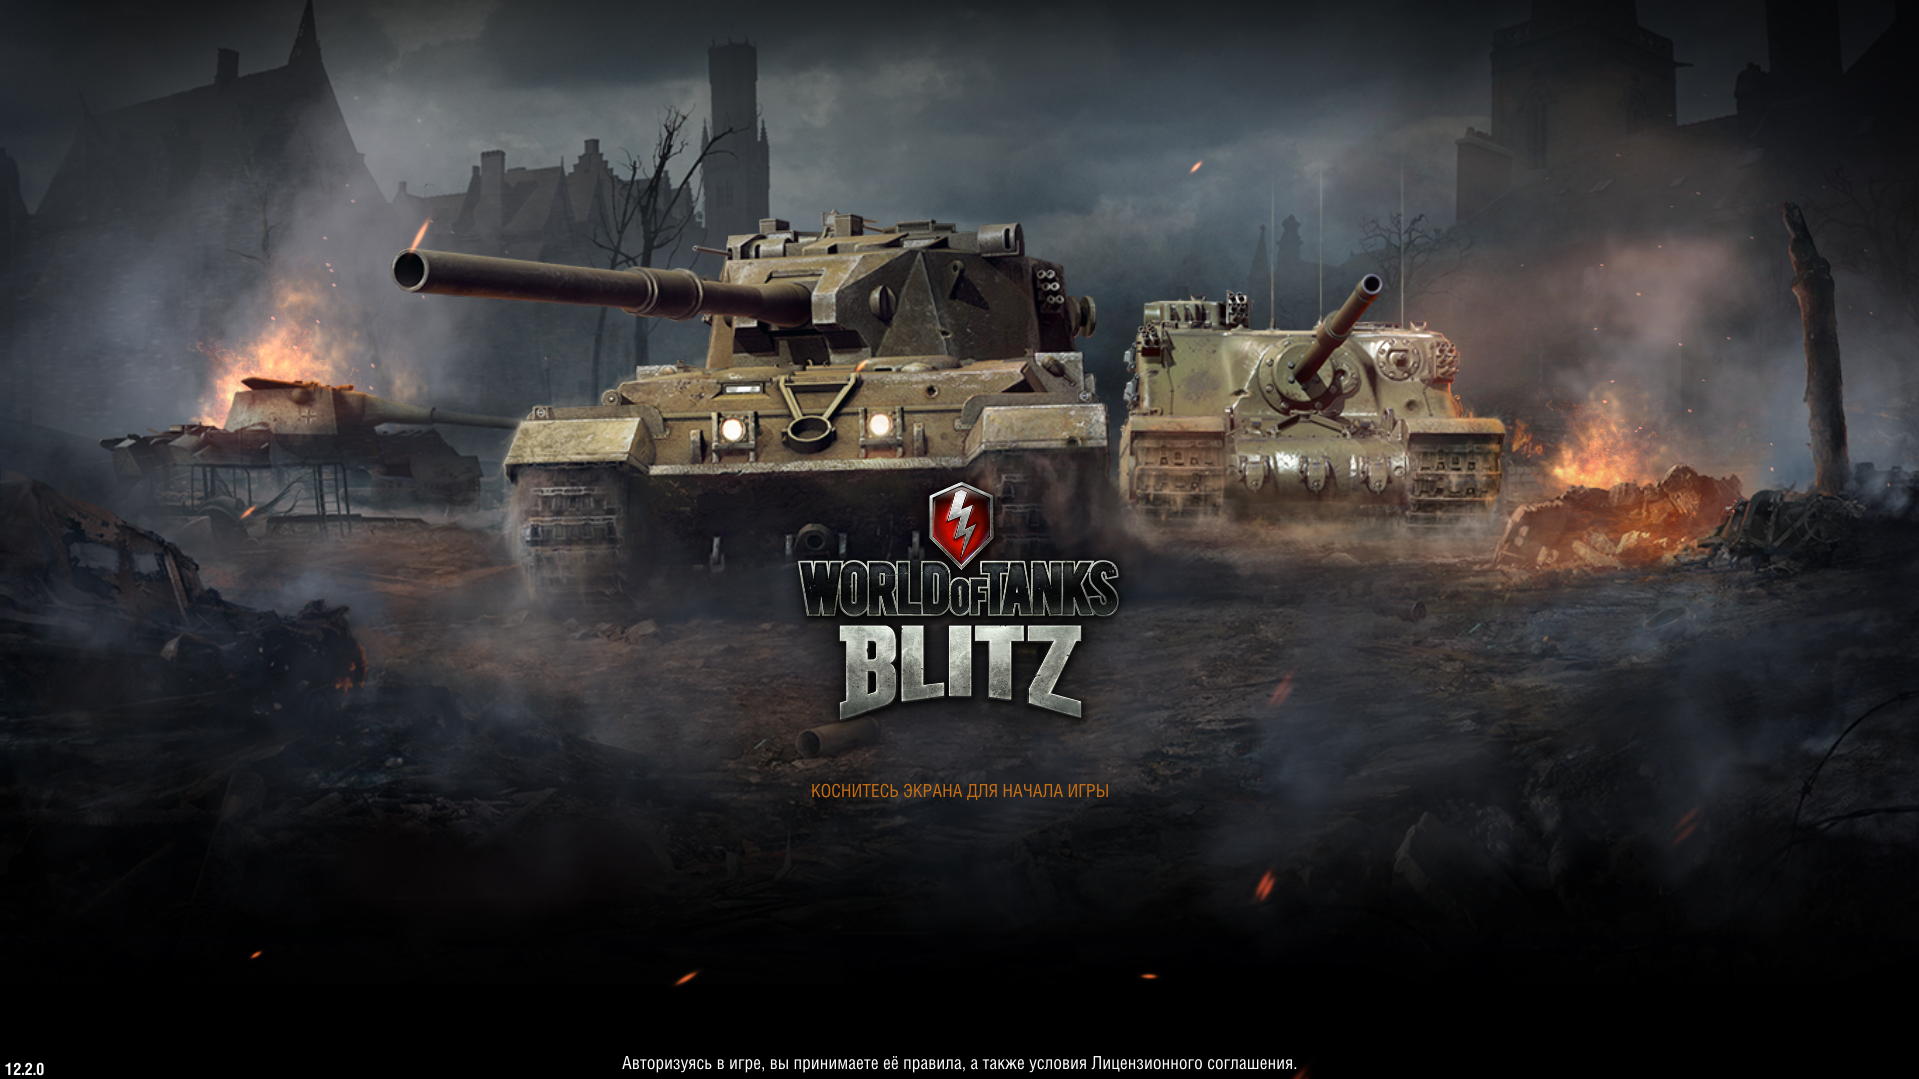 WORLD OF TANKS
BLITZ
КОСНИТЕСЬ ЭКРАНА ДЛЯ НАЧАЛА ИГРЫ
Авторизуясь в игре, вы принимаете её правила, а также условия Лицензионного соглашения.
12.2.0